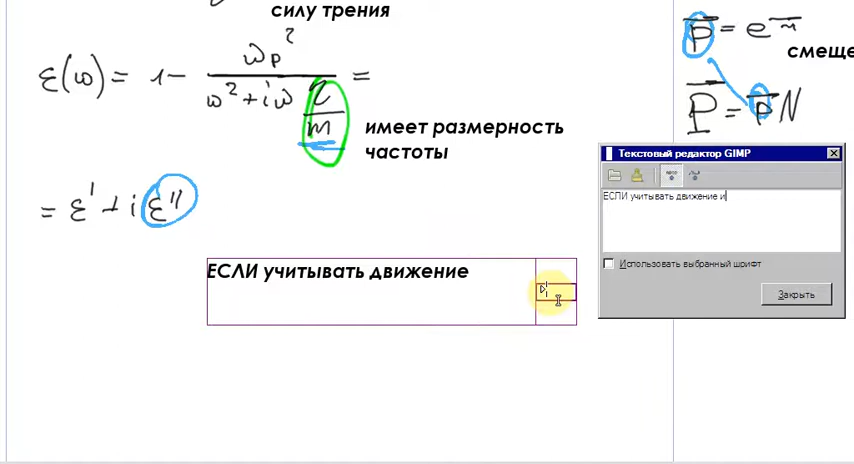 силу трения
ε(ω) = 1 - ωp² / (ω² + iω r/m) =
имеет размерность
частоты
= ε' + i ε''
ЕСЛИ учитывать движение
p = e m
смеще
P = p N
Текстовый редактор GIMP
ЕСЛИ учитывать движение и
Использовать выбранный шрифт
Закрыть